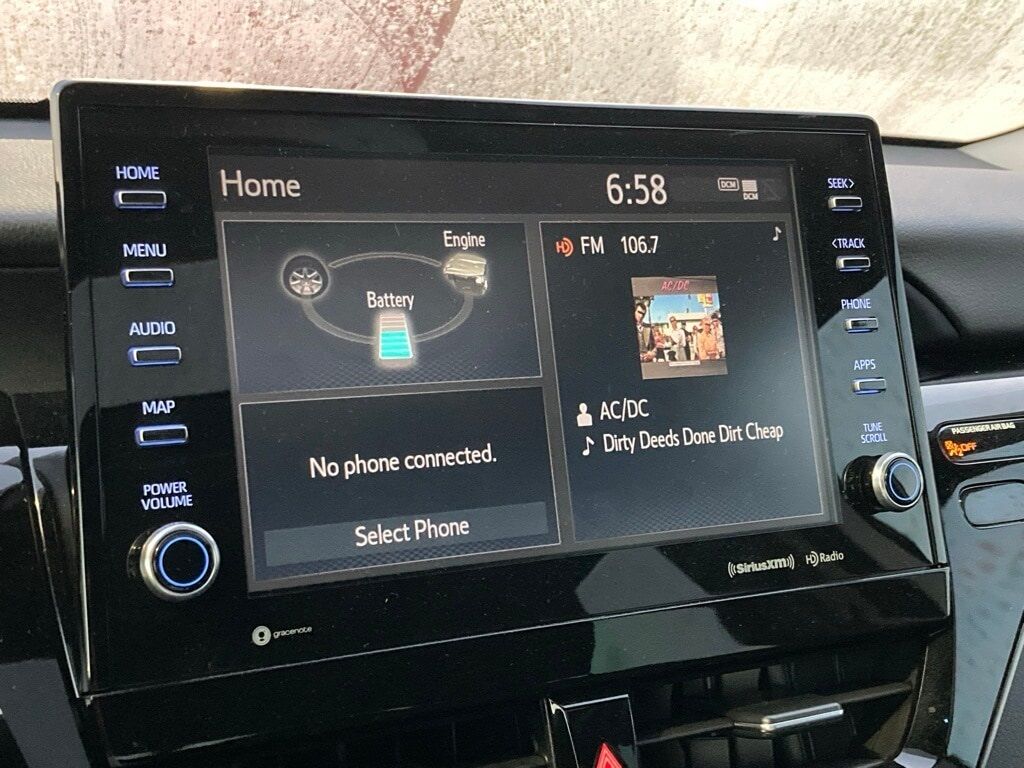 HOME
MENU
AUDIO
MAP
POWER
VOLUME
Home
6:58
DCM
DCM
Engine
Battery
No phone connected.
Select Phone
HD FM 106.7
AC/DC
AC/DC
Dirty Deeds Done Dirt Cheap
SEEK>
<TRACK
PHONE
APPS
TUNE
SCROLL
((SiriusXM))
HD Radio
gracenote
PASSENGER AIR BAG
OFF